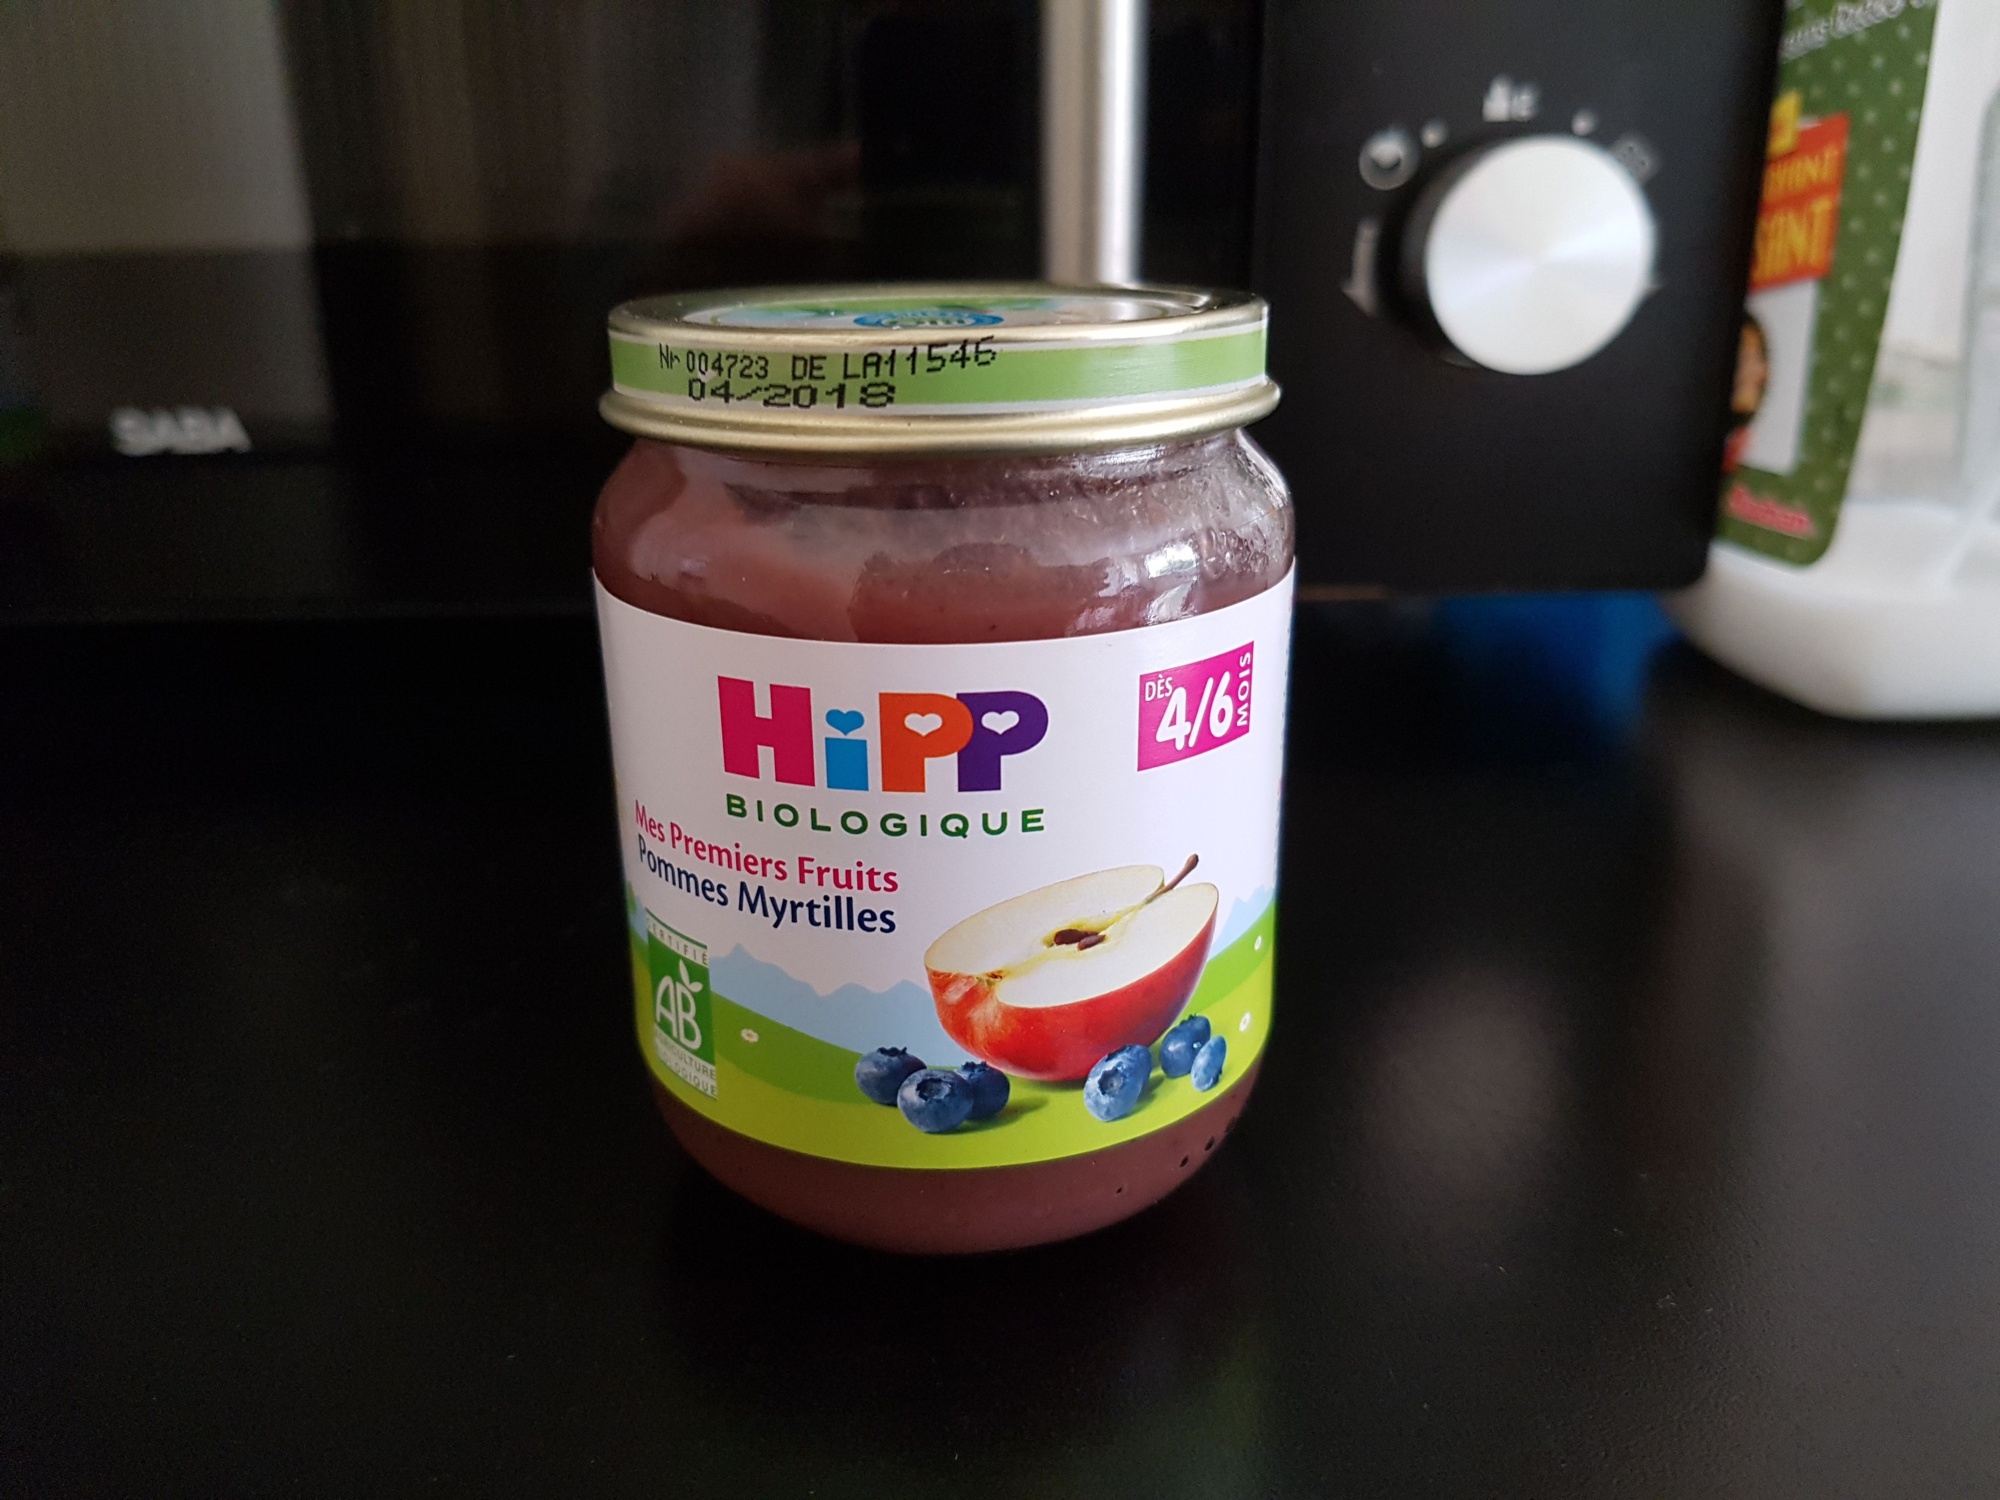 Nr 004723 DE LA11546
04/2018
SABA
HiPP
BIOLOGIQUE
DÈS
4/6
MOIS
Mes Premiers Fruits
Pommes Myrtilles
CERTIFIÉ
AB
AGRICULTURE
BIOLOGIQUE
Auchan